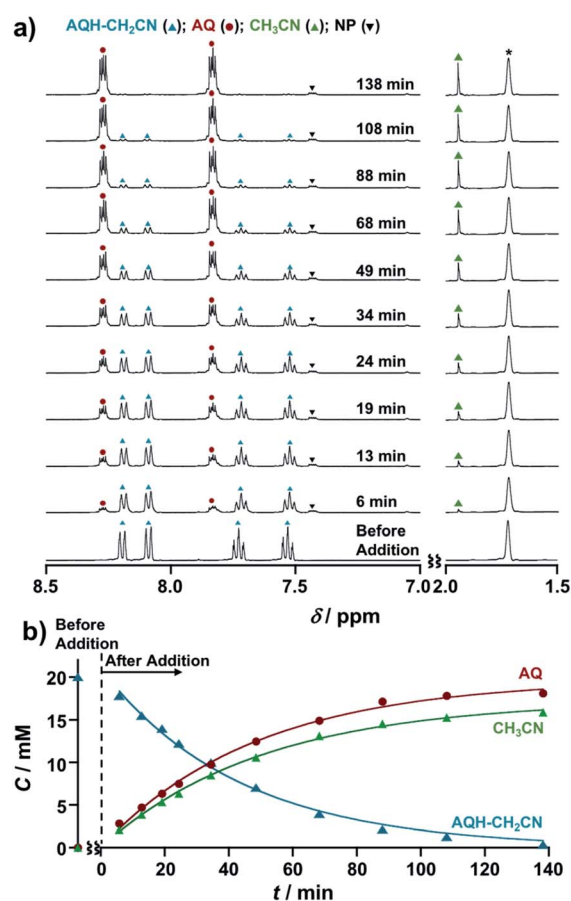 a)
AQH-CH₂CN (▲); AQ (●); CH₃CN (▲); NP (▼)
*
138 min
108 min
88 min
68 min
49 min
34 min
24 min
19 min
13 min
6 min
Before
Addition
8.5 8.0 7.5 7.0 2.0 1.5
δ / ppm
b)
Before
Addition
After Addition
AQ
CH₃CN
AQH-CH₂CN
C / mM
20
15
10
5
0
0 20 40 60 80 100 120 140
t / min